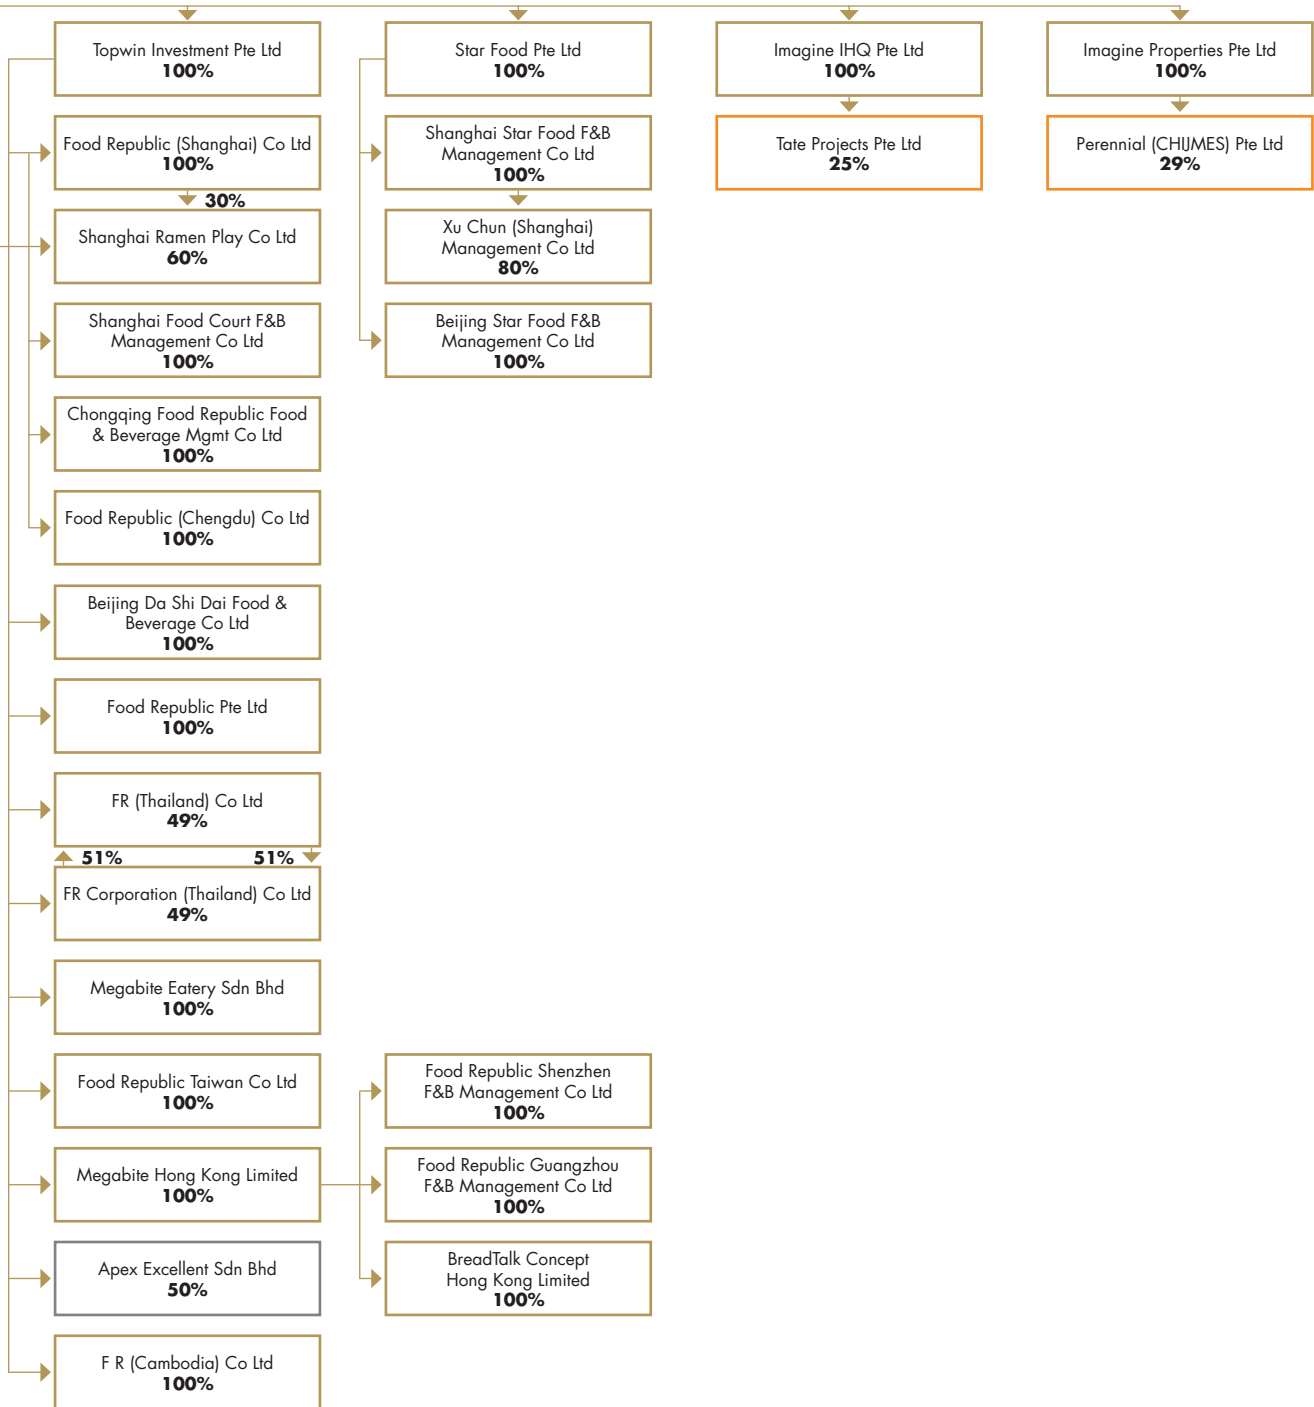 Topwin Investment Pte Ltd
100%
Star Food Pte Ltd
100%
Imagine IHQ Pte Ltd
100%
Imagine Properties Pte Ltd
100%
Food Republic (Shanghai) Co Ltd
100%
Shanghai Star Food F&B
Management Co Ltd
100%
Tate Projects Pte Ltd
25%
Perennial (CHIJMES) Pte Ltd
29%
30%
Shanghai Ramen Play Co Ltd
60%
Xu Chun (Shanghai)
Management Co Ltd
80%
Shanghai Food Court F&B
Management Co Ltd
100%
Beijing Star Food F&B
Management Co Ltd
100%
Chongqing Food Republic Food
& Beverage Mgmt Co Ltd
100%
Food Republic (Chengdu) Co Ltd
100%
Beijing Da Shi Dai Food &
Beverage Co Ltd
100%
Food Republic Pte Ltd
100%
FR (Thailand) Co Ltd
49%
51%
51%
FR Corporation (Thailand) Co Ltd
49%
Megabite Eatery Sdn Bhd
100%
Food Republic Taiwan Co Ltd
100%
Food Republic Shenzhen
F&B Management Co Ltd
100%
Megabite Hong Kong Limited
100%
Food Republic Guangzhou
F&B Management Co Ltd
100%
Apex Excellent Sdn Bhd
50%
BreadTalk Concept
Hong Kong Limited
100%
F R (Cambodia) Co Ltd
100%